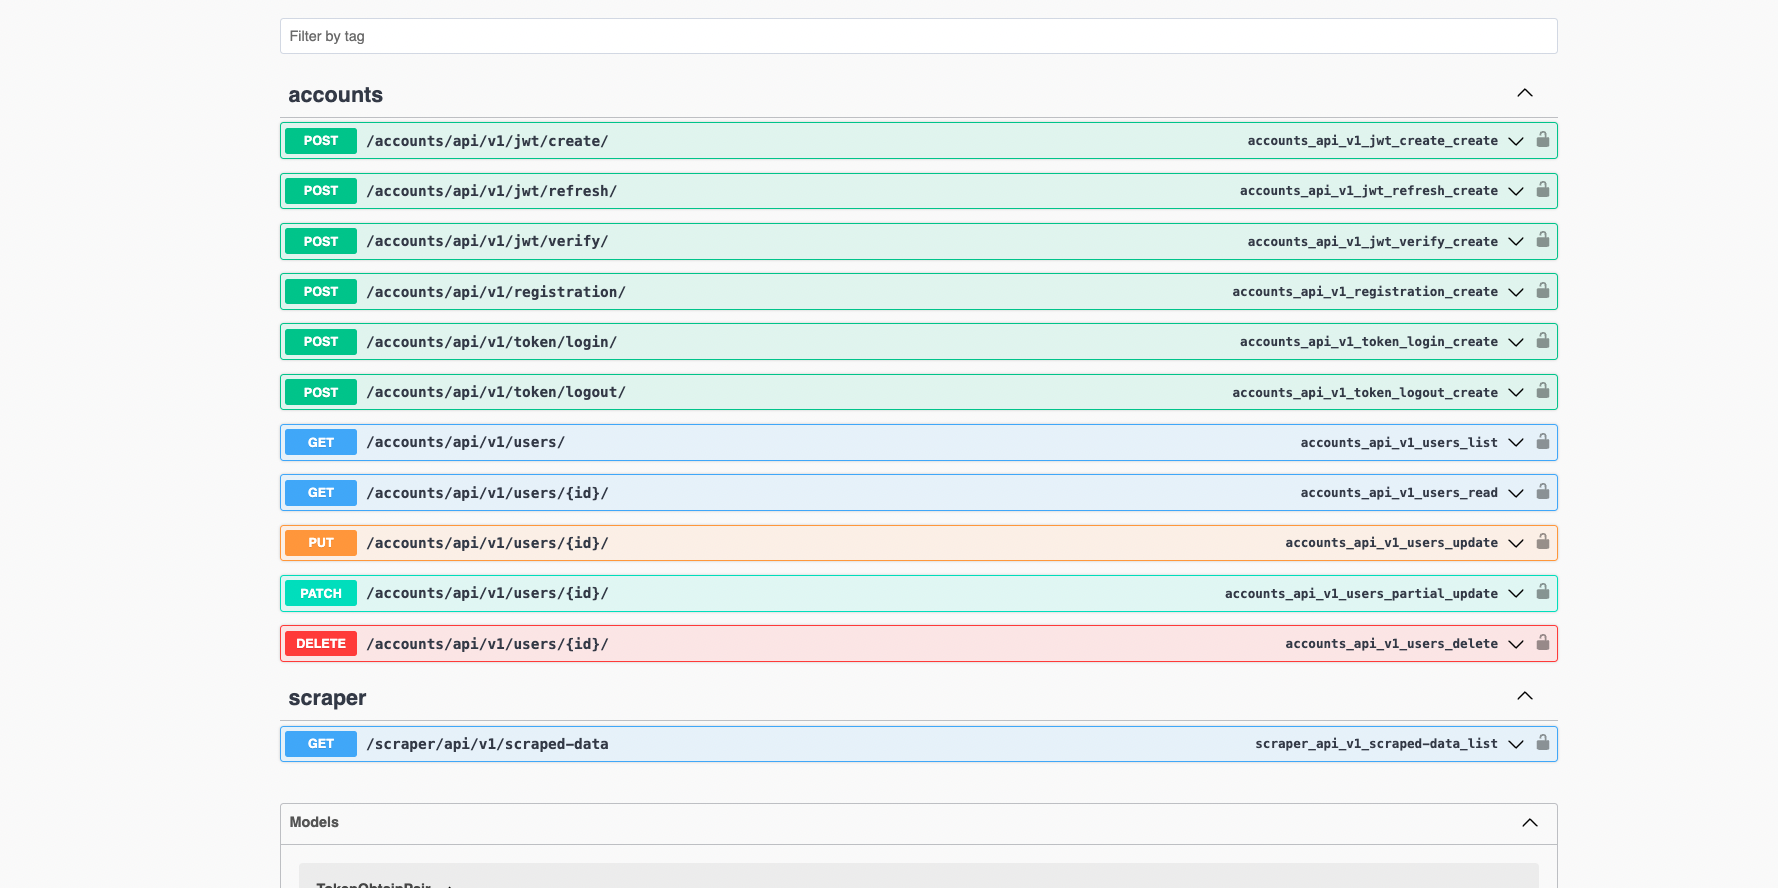 Filter by tag
accounts
POST /accounts/api/v1/jwt/create/ accounts_api_v1_jwt_create_create
POST /accounts/api/v1/jwt/refresh/ accounts_api_v1_jwt_refresh_create
POST /accounts/api/v1/jwt/verify/ accounts_api_v1_jwt_verify_create
POST /accounts/api/v1/registration/ accounts_api_v1_registration_create
POST /accounts/api/v1/token/login/ accounts_api_v1_token_login_create
POST /accounts/api/v1/token/logout/ accounts_api_v1_token_logout_create
GET /accounts/api/v1/users/ accounts_api_v1_users_list
GET /accounts/api/v1/users/{id}/ accounts_api_v1_users_read
PUT /accounts/api/v1/users/{id}/ accounts_api_v1_users_update
PATCH /accounts/api/v1/users/{id}/ accounts_api_v1_users_partial_update
DELETE /accounts/api/v1/users/{id}/ accounts_api_v1_users_delete
scraper
GET /scraper/api/v1/scraped-data scraper_api_v1_scraped-data_list
Models
TokenObtainPair